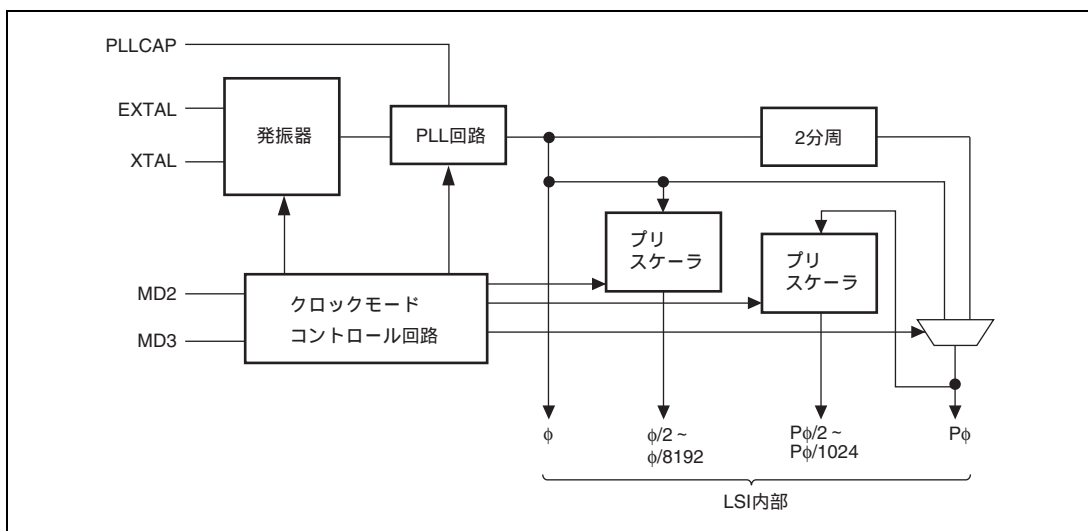 PLLCAP
EXTAL
XTAL
発振器
PLL回路
2分周
プリ
スケーラ
プリ
スケーラ
MD2
MD3
クロックモード
コントロール回路
φ
φ/2 ~
φ/8192
Pφ/2 ~
Pφ/1024
Pφ
LSI内部